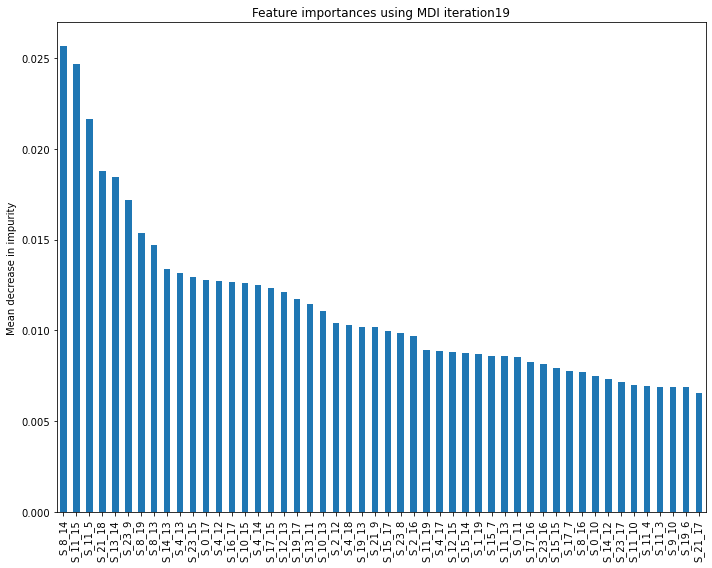 Feature importances using MDI iteration19
Mean decrease in impurity
0.025
0.020
0.015
0.010
0.005
0.000
S_8_14
S_11_15
S_11_5
S_21_18
S_13_14
S_23_9
S_8_19
S_8_13
S_14_13
S_4_13
S_23_15
S_0_17
S_4_12
S_16_17
S_10_15
S_4_14
S_17_15
S_12_13
S_19_17
S_13_11
S_10_13
S_2_12
S_4_18
S_19_13
S_21_9
S_15_17
S_23_8
S_2_16
S_11_19
S_4_17
S_12_15
S_15_14
S_1_19
S_15_7
S_11_13
S_0_11
S_17_16
S_23_16
S_15_15
S_17_7
S_8_16
S_0_10
S_14_12
S_23_17
S_11_10
S_11_4
S_11_3
S_9_10
S_19_6
S_21_17